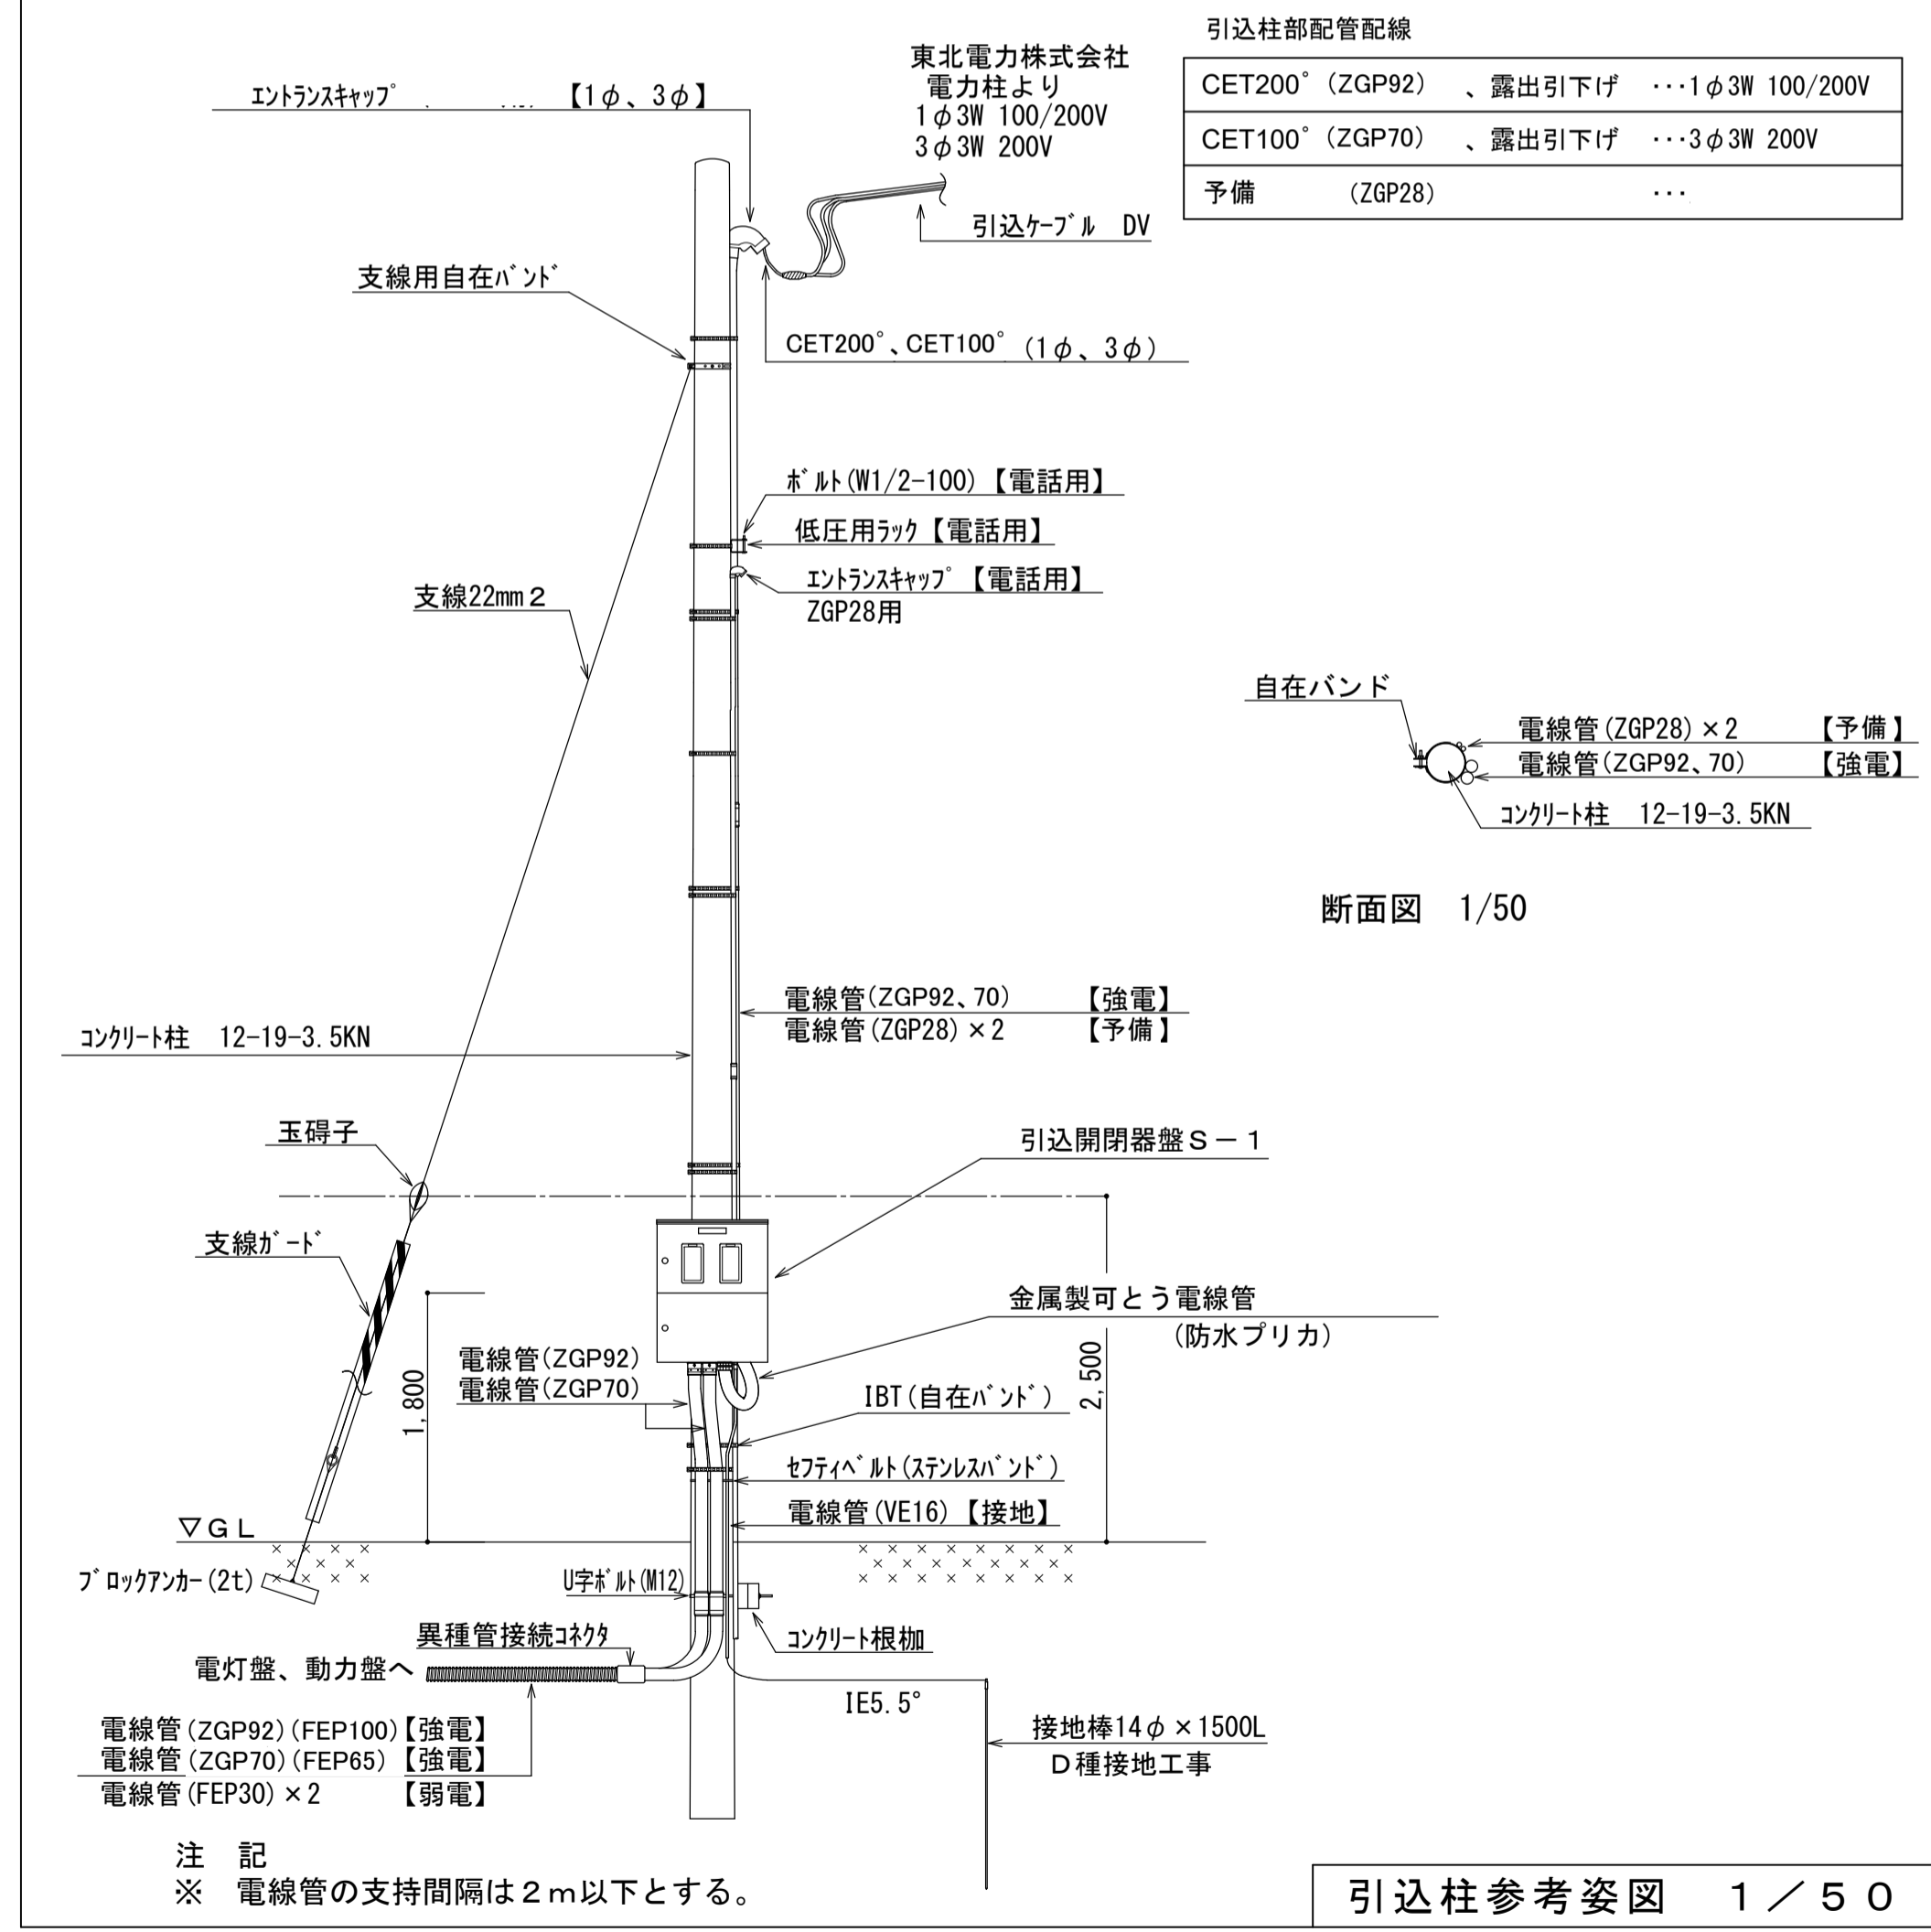 引込柱部配管配線
CET200°(ZGP92) 、露出引下げ ･･･1φ3W 100/200V
CET100°(ZGP70) 、露出引下げ ･･･3φ3W 200V
予備 (ZGP28) ･･･
東北電力株式会社
電力柱より
1φ3W 100/200V
3φ3W 200V
ｴﾝﾄﾗﾝｽｷｬｯﾌﾟ 【1φ、3φ】
引込ｹｰﾌﾞﾙ DV
支線用自在ﾊﾞﾝﾄﾞ
CET200°、CET100°(1φ、3φ)
ﾎﾞﾙﾄ(W1/2-100)【電話用】
低圧用ﾗｯｸ【電話用】
ｴﾝﾄﾗﾝｽｷｬｯﾌﾟ【電話用】
ZGP28用
支線22mm２
自在バンド
電線管(ZGP28)×2 【予備】
電線管(ZGP92、70) 【強電】
ｺﾝｸﾘｰﾄ柱 12-19-3.5KN
断面図 1/50
電線管(ZGP92、70) 【強電】
電線管(ZGP28)×2 【予備】
ｺﾝｸﾘｰﾄ柱 12-19-3.5KN
玉碍子
引込開閉器盤Ｓ－１
支線ｶﾞｰﾄﾞ
金属製可とう電線管
(防水プリカ)
電線管(ZGP92)
電線管(ZGP70)
1,800
2,500
IBT(自在ﾊﾞﾝﾄﾞ)
ｾﾌﾃｨﾍﾞﾙﾄ(ｽﾃﾝﾚｽﾊﾞﾝﾄﾞ)
電線管(VE16)【接地】
▽ＧＬ
ﾌﾞﾛｯｸｱﾝｶｰ(2t)
U字ﾎﾞﾙﾄ(M12)
異種管接続ｺﾈｸﾀ
ｺﾝｸﾘｰﾄ根枷
電灯盤、動力盤へ
IE5.5°
電線管(ZGP92)(FEP100)【強電】
電線管(ZGP70)(FEP65)【強電】
電線管(FEP30)×2 【弱電】
接地棒14φ×1500L
Ｄ種接地工事
注 記
※ 電線管の支持間隔は２ｍ以下とする。
引込柱参考姿図 １／５０